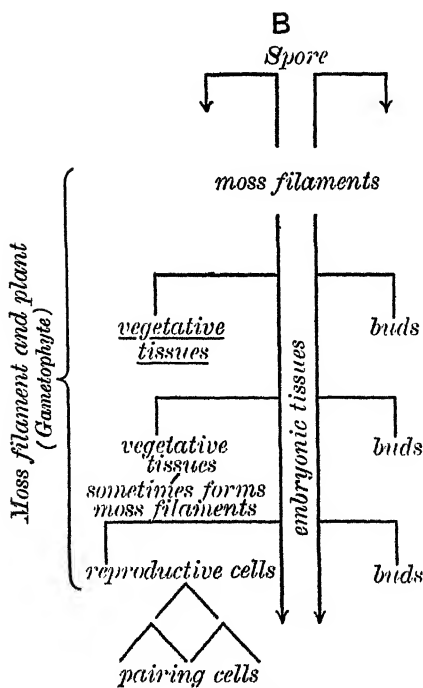 B
Spore
moss filaments
Moss filament and plant
(Gametophyte)
vegetative
tissues
buds
embryonic tissues
vegetative
tissues
sometimes forms
moss filaments
buds
reproductive cells
buds
pairing cells